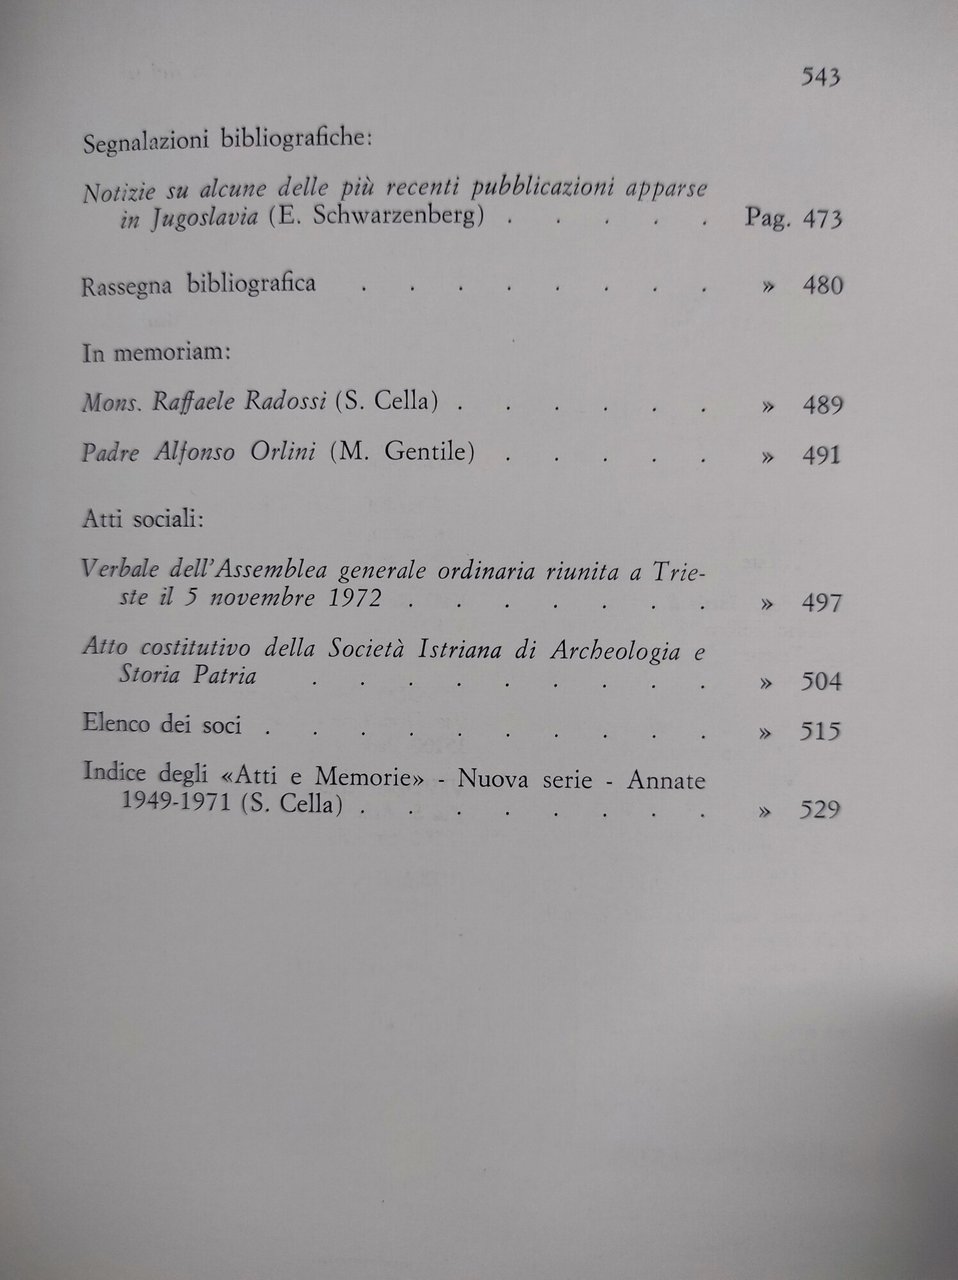 543
Segnalazioni bibliografiche:
Notizie su alcune delle più recenti pubblicazioni apparse
in Jugoslavia (E. Schwarzenberg) . . . . . Pag. 473
Rassegna bibliografica . . . . . . . . » 480
In memoriam:
Mons. Raffaele Radossi (S. Cella) . . . . . . » 489
Padre Alfonso Orlini (M. Gentile) . . . . . » 491
Atti sociali:
Verbale dell'Assemblea generale ordinaria riunita a Trie-
ste il 5 novembre 1972 . . . . . . . » 497
Atto costitutivo della Società Istriana di Archeologia e
Storia Patria . . . . . . . . . » 504
Elenco dei soci . . . . . . . . . . » 515
Indice degli «Atti e Memorie» - Nuova serie - Annate
1949-1971 (S. Cella) . . . . . . . . » 529